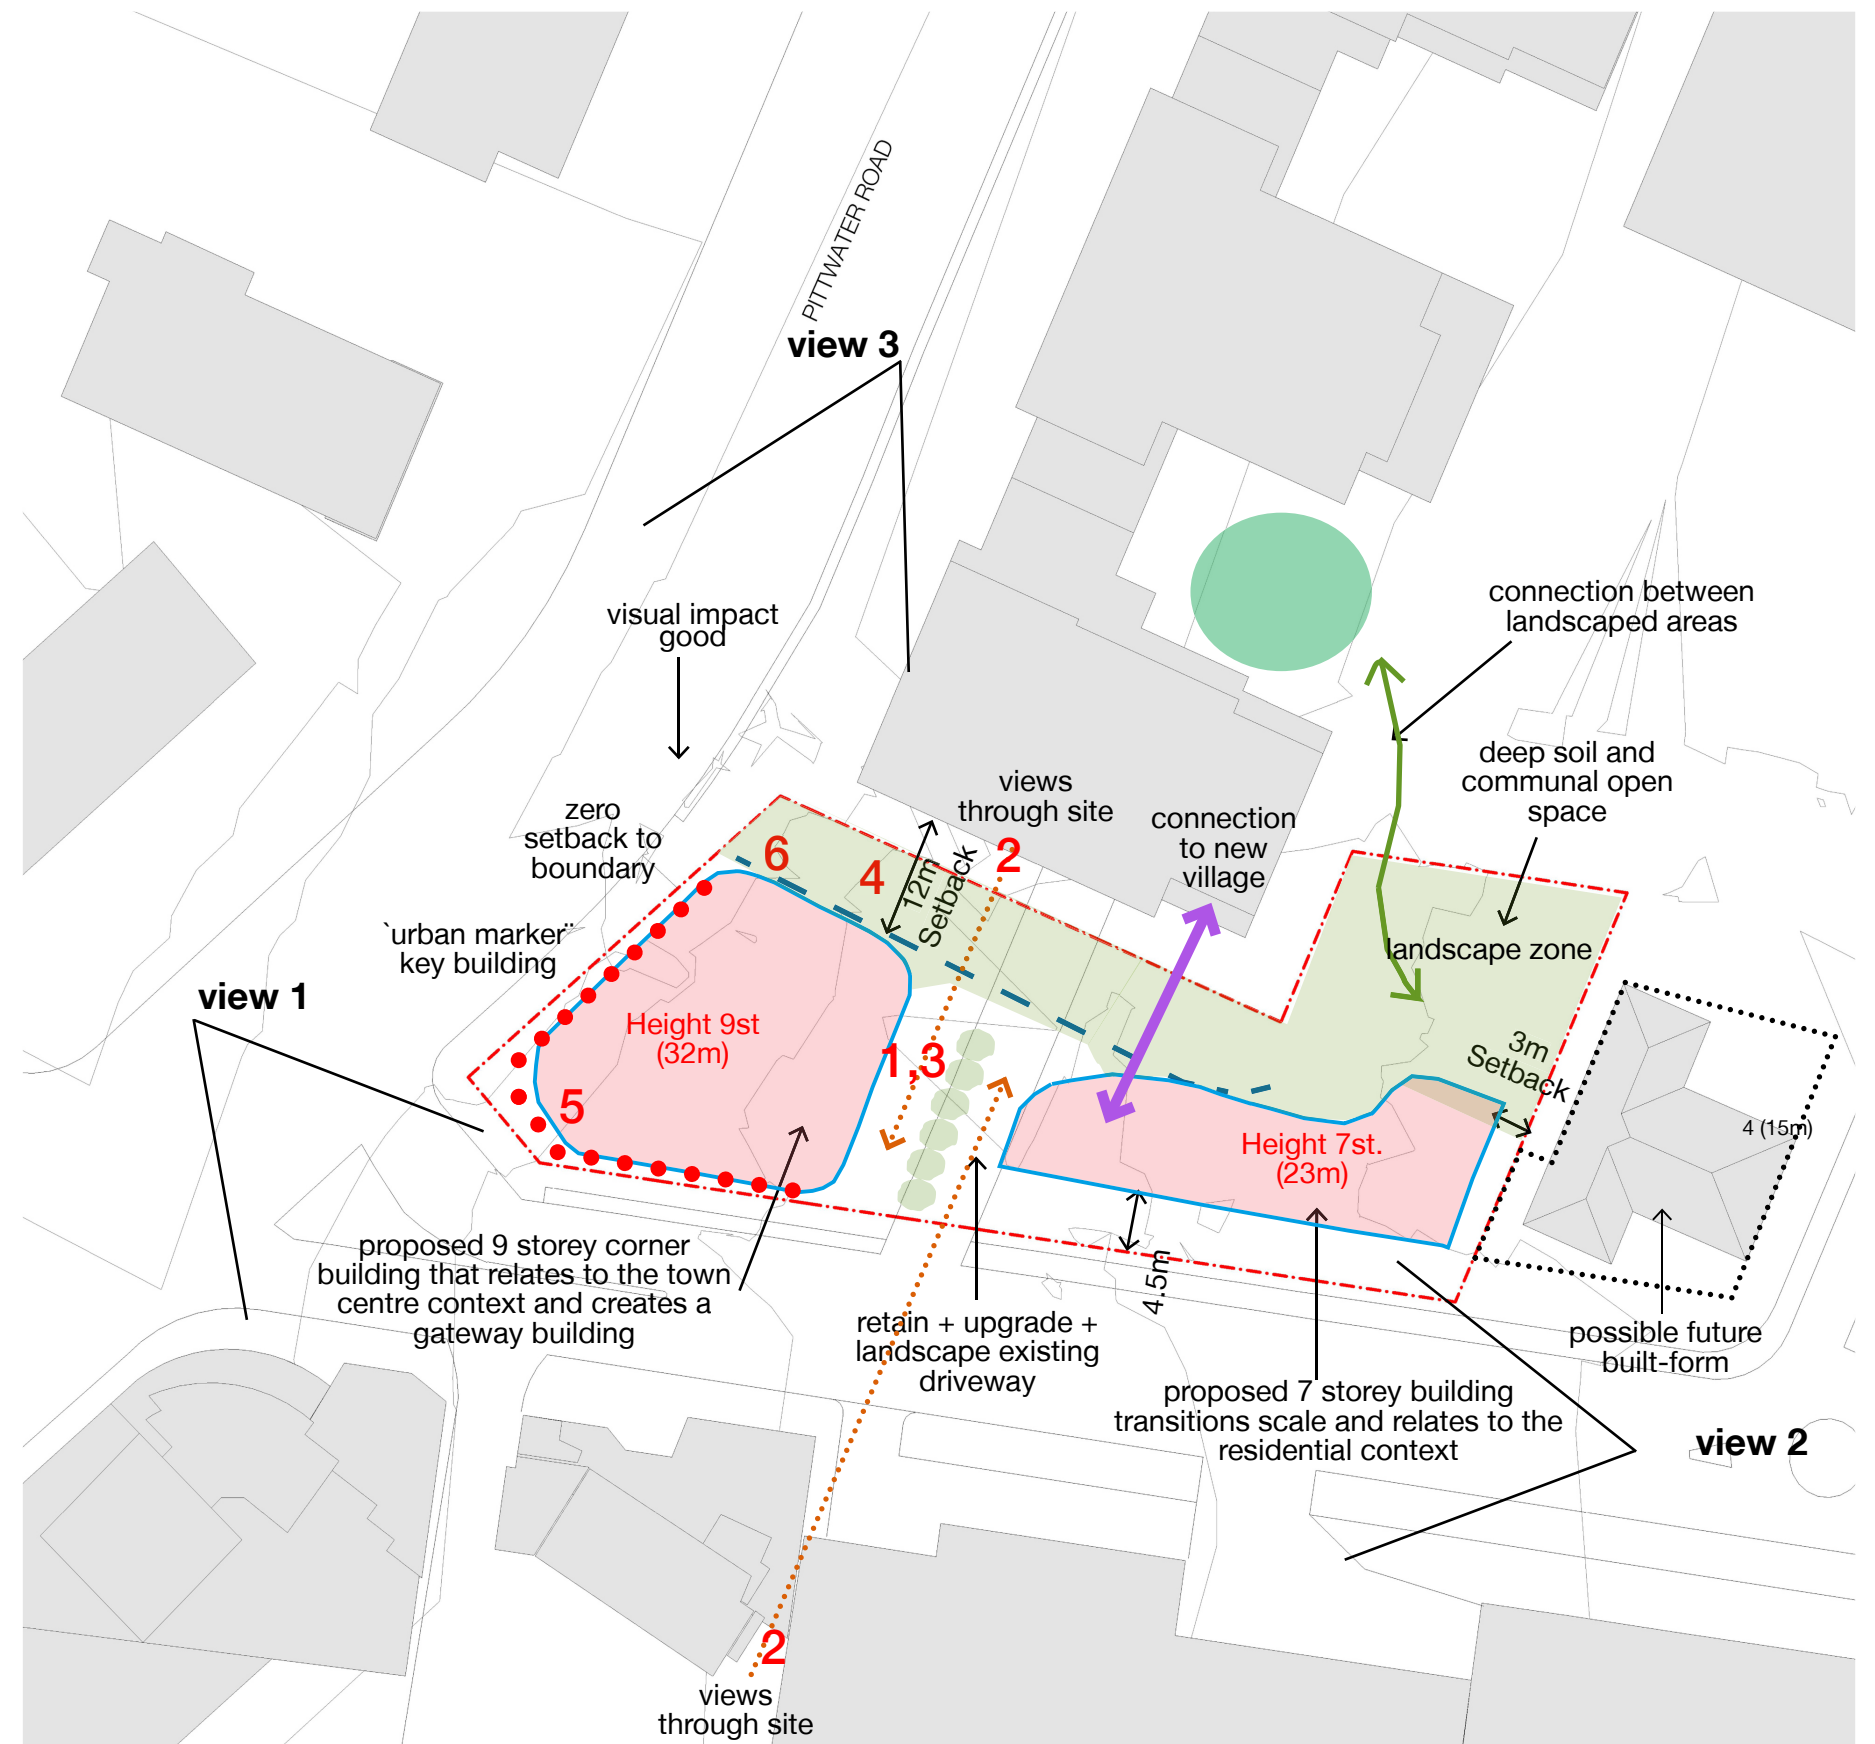 PITTWATER ROAD
view 3
visual impact
good
connection between
landscaped areas
deep soil and
communal open
space
views
through site
zero
setback to
boundary
connection
to new
village
6
4
12m
Setback
2
`urban marker¨
key building
landscape zone
view 1
Height 9st
(32m)
1,3
3m
Setback
5
Height 7st.
(23m)
4 (15m)
proposed 9 storey corner
building that relates to the town
centre context and creates a
gateway building
4.5m
retain + upgrade +
landscape existing
driveway
possible future
built-form
proposed 7 storey building
transitions scale and relates to the
residential context
view 2
2
views
through site